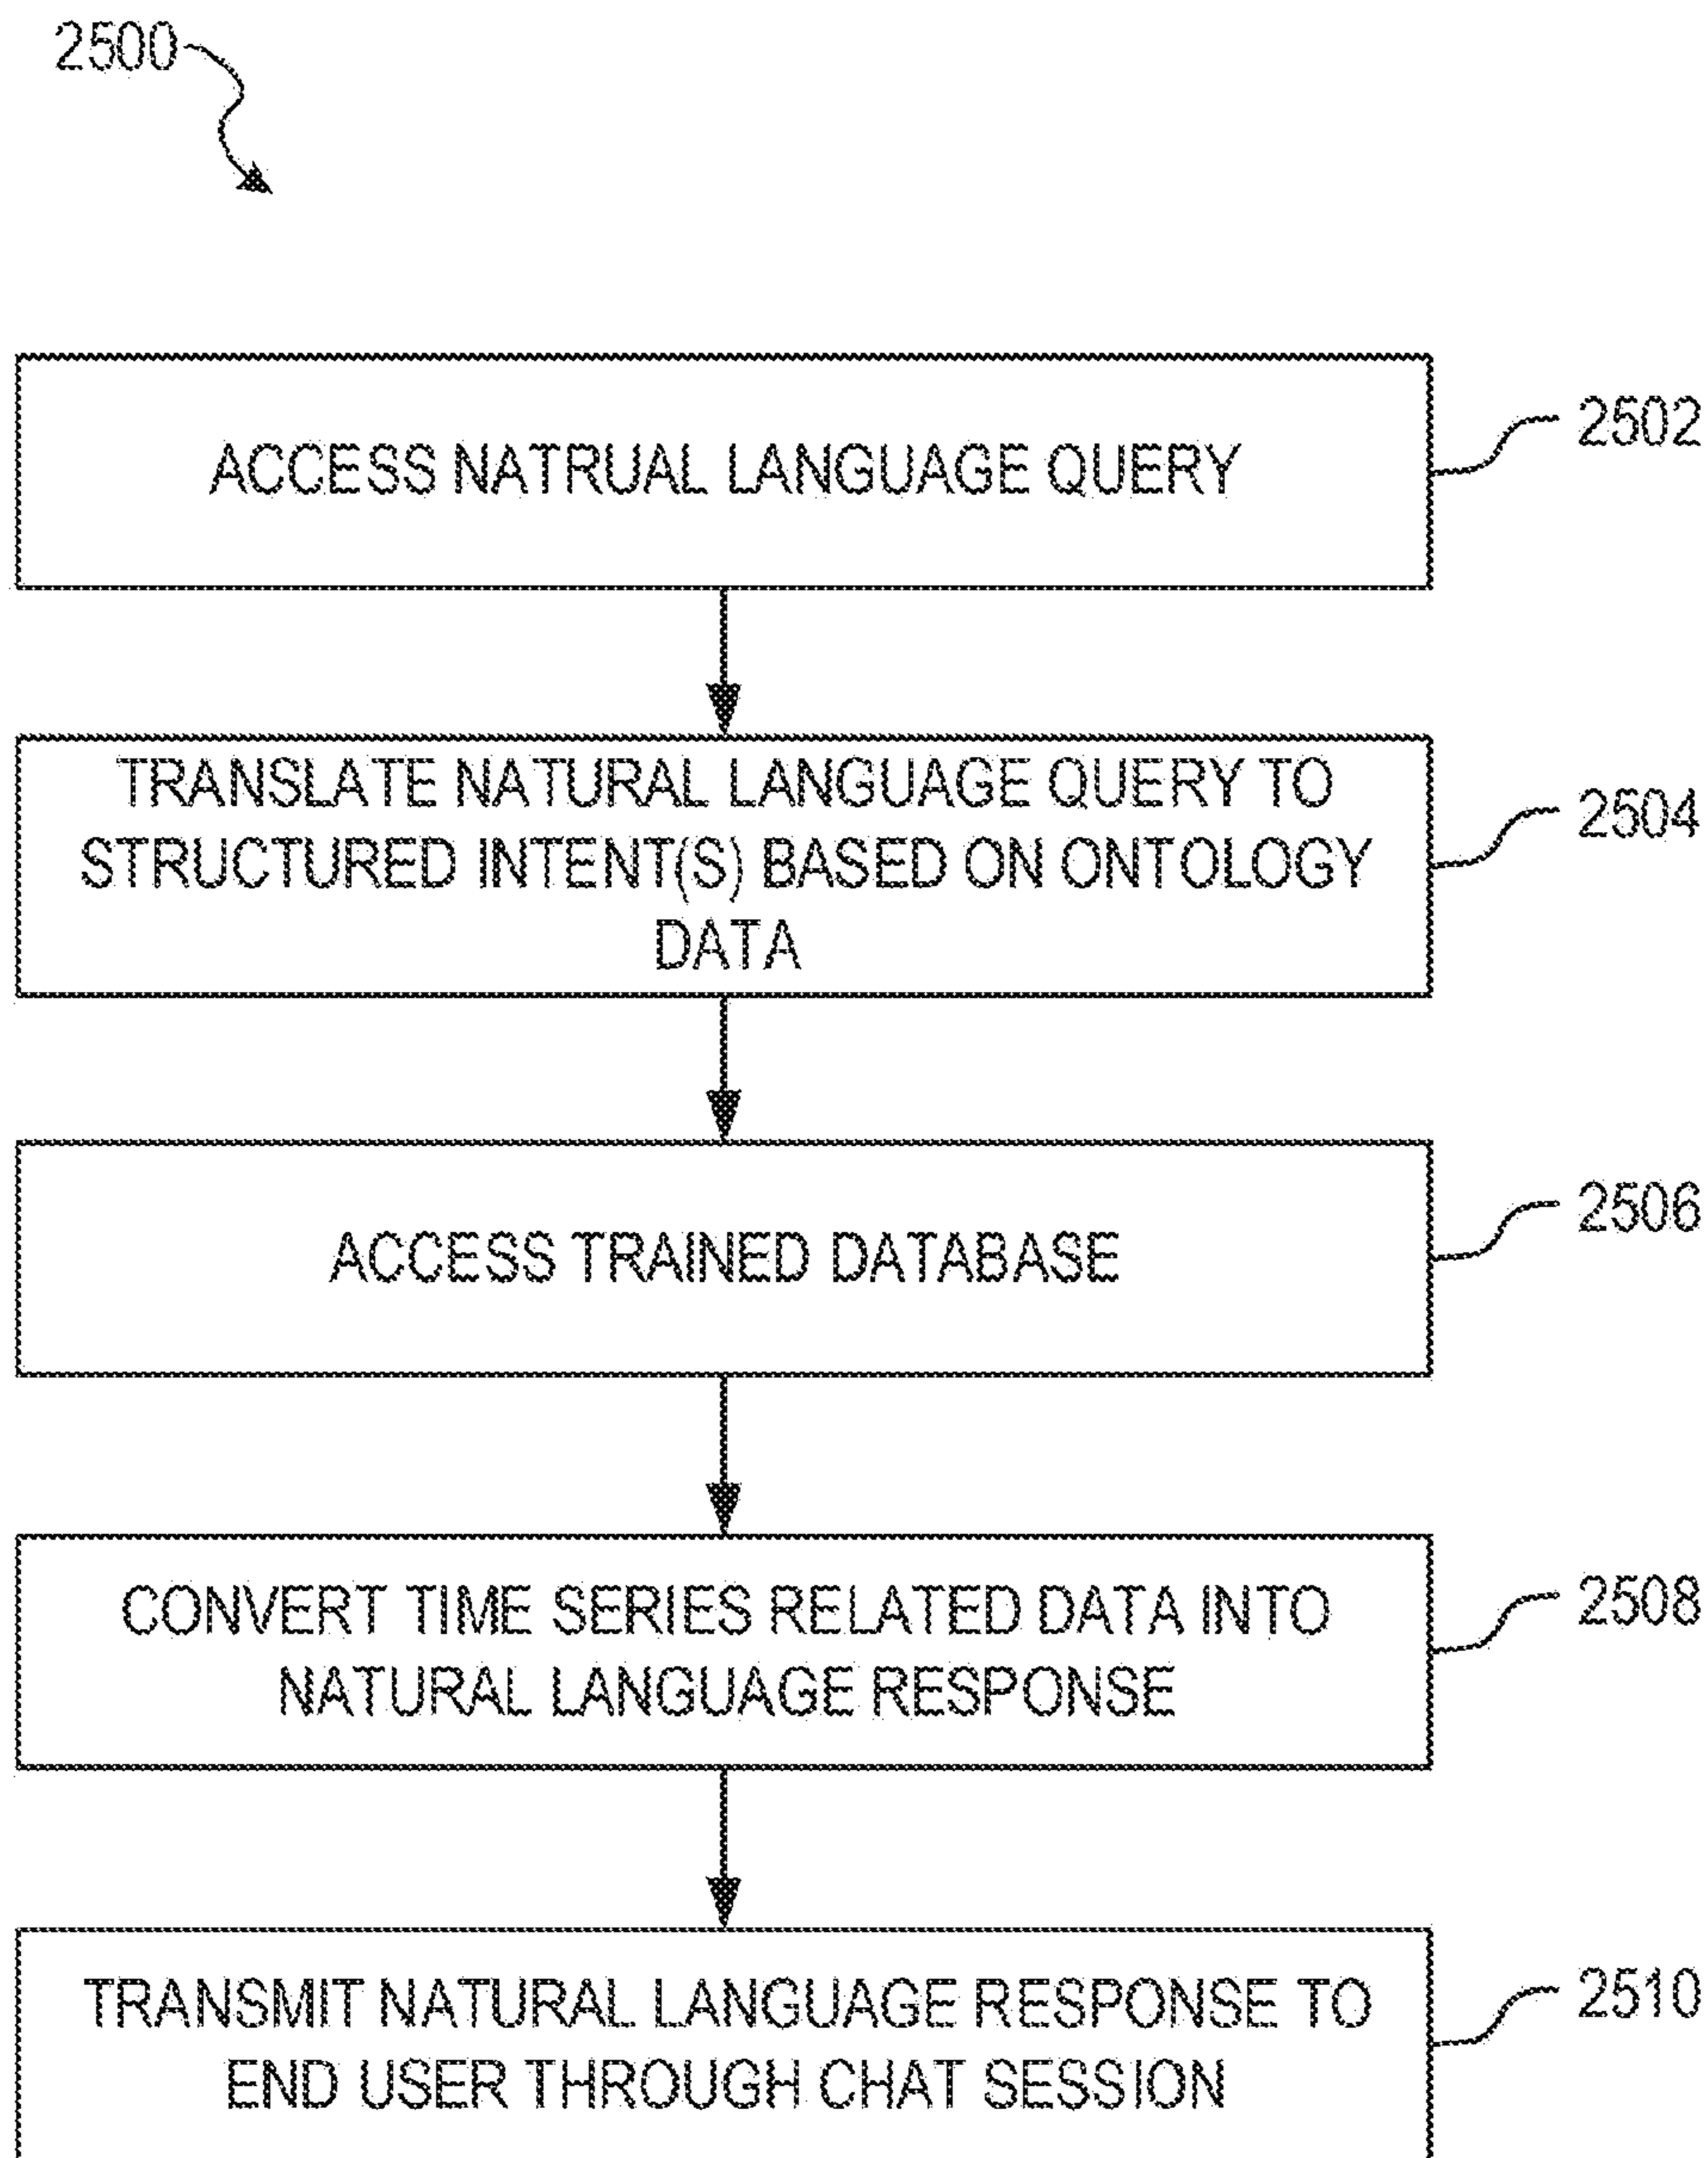 2500
ACCESS NATRUAL LANGUAGE QUERY
2502
TRANSLATE NATURAL LANGUAGE QUERY TO
STRUCTURED INTENT(S) BASED ON ONTOLOGY
DATA
2504
ACCESS TRAINED DATABASE
2506
CONVERT TIME SERIES RELATED DATA INTO
NATURAL LANGUAGE RESPONSE
2508
TRANSMIT NATURAL LANGUAGE RESPONSE TO
END USER THROUGH CHAT SESSION
2510